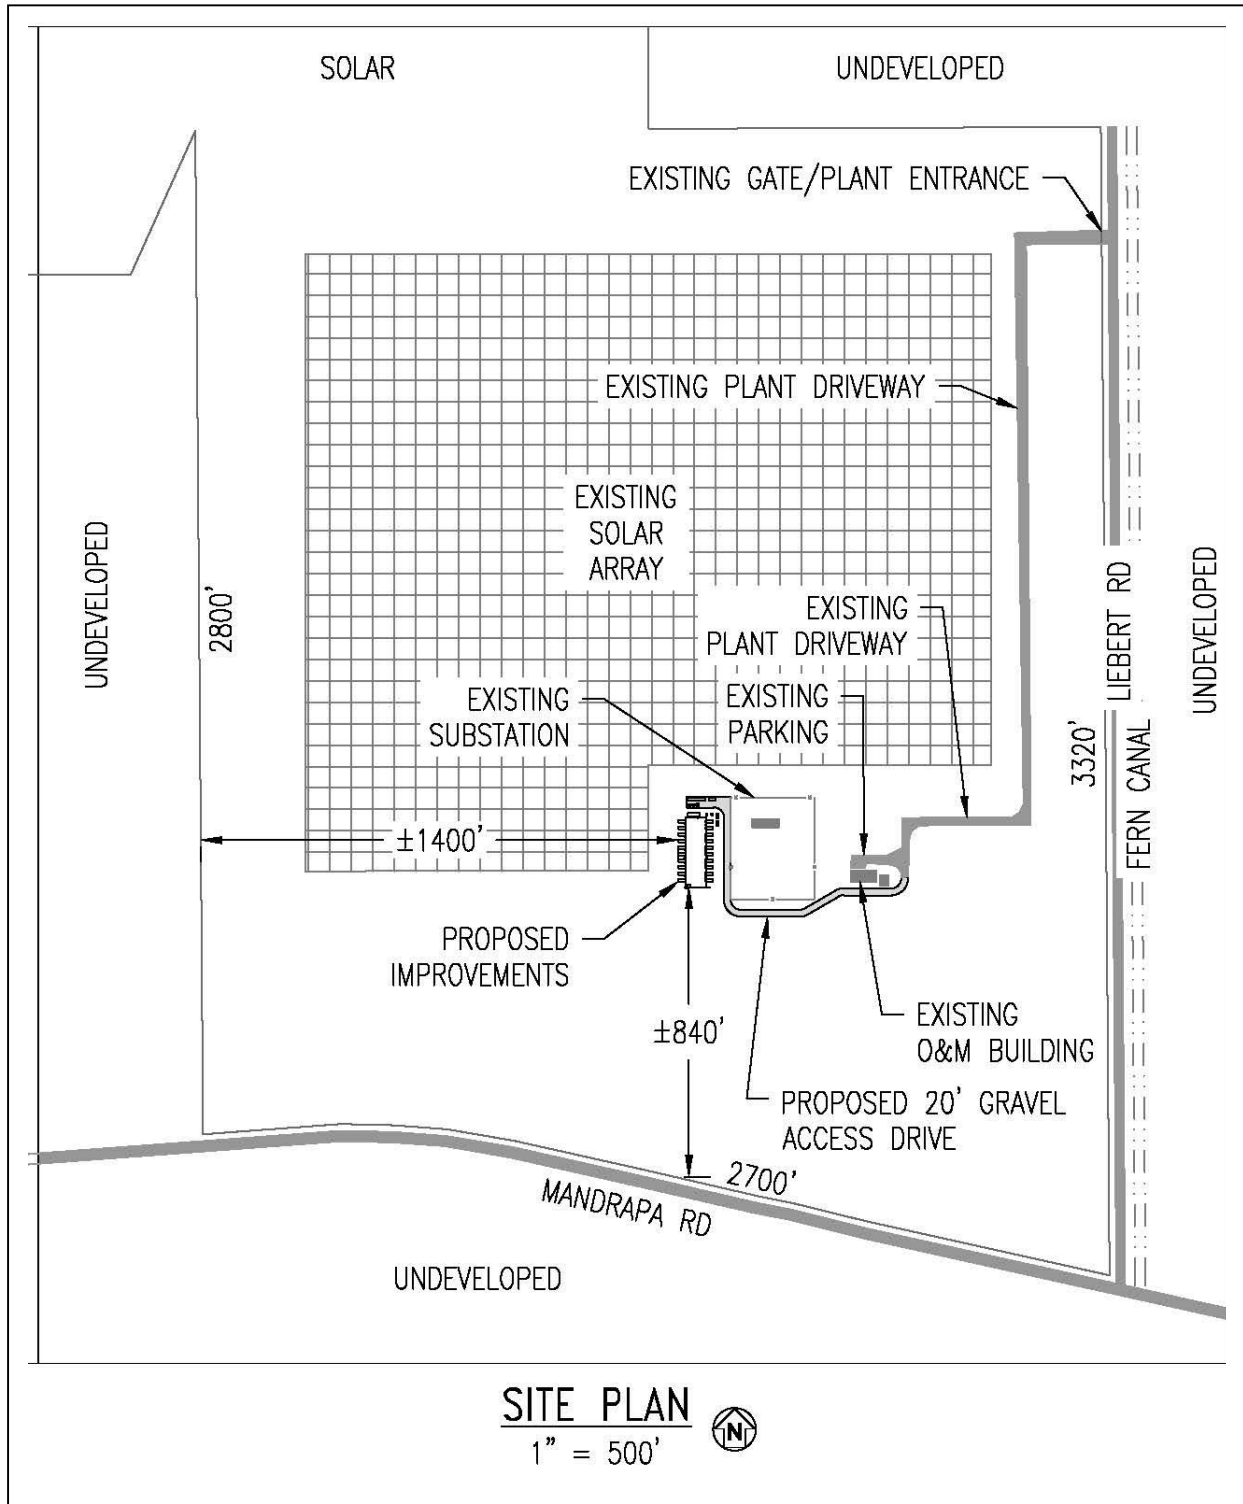 SOLAR
UNDEVELOPED
EXISTING GATE/PLANT ENTRANCE
EXISTING PLANT DRIVEWAY
EXISTING
SOLAR
ARRAY
UNDEVELOPED
2800'
EXISTING
PLANT DRIVEWAY
LIEBERT RD
UNDEVELOPED
EXISTING
SUBSTATION
EXISTING
PARKING
3320'
FERN CANAL
±1400'
PROPOSED
IMPROVEMENTS
±840'
EXISTING
O&M BUILDING
PROPOSED 20' GRAVEL
ACCESS DRIVE
2700'
MANDRAPA RD
UNDEVELOPED
SITE PLAN
1" = 500'
N